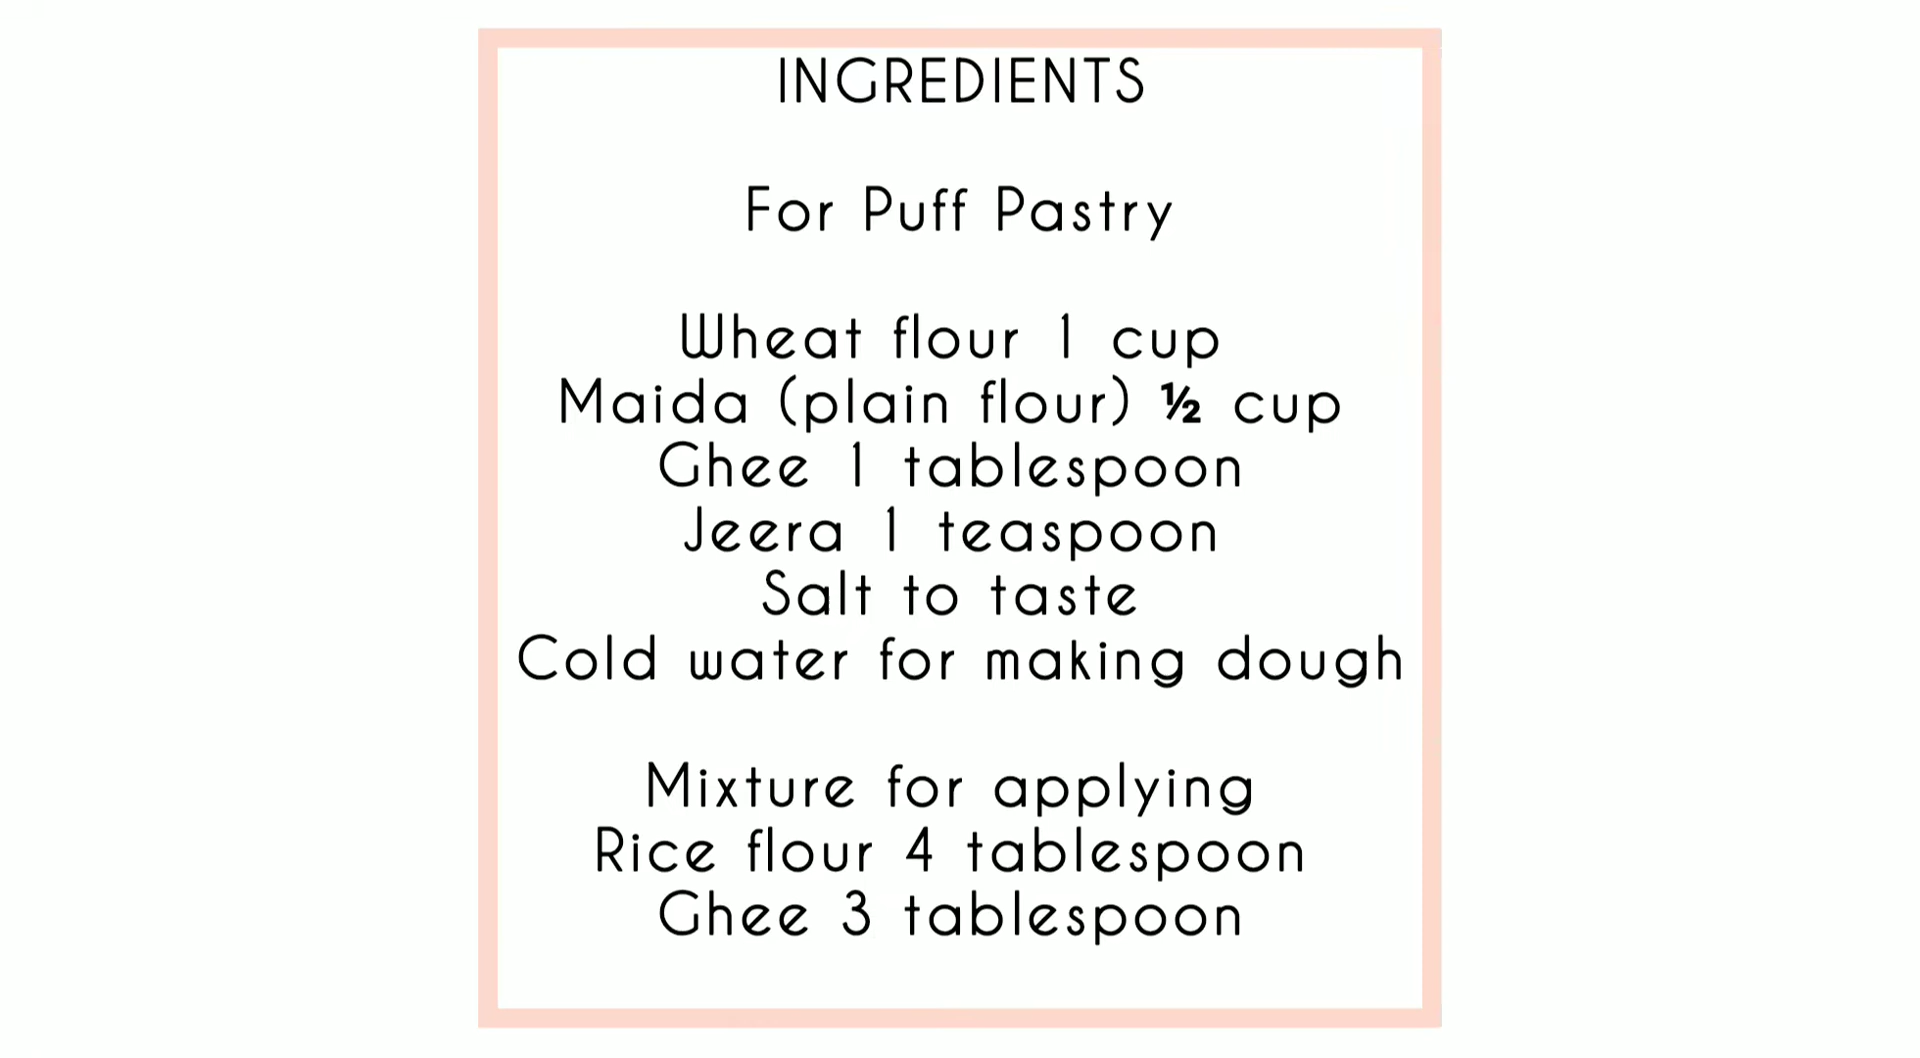 INGREDIENTS
For Puff Pastry
Wheat flour 1 cup
Maida (plain flour) ½ cup
Ghee 1 tablespoon
Jeera 1 teaspoon
Salt to taste
Cold water for making dough
Mixture for applying
Rice flour 4 tablespoon
Ghee 3 tablespoon